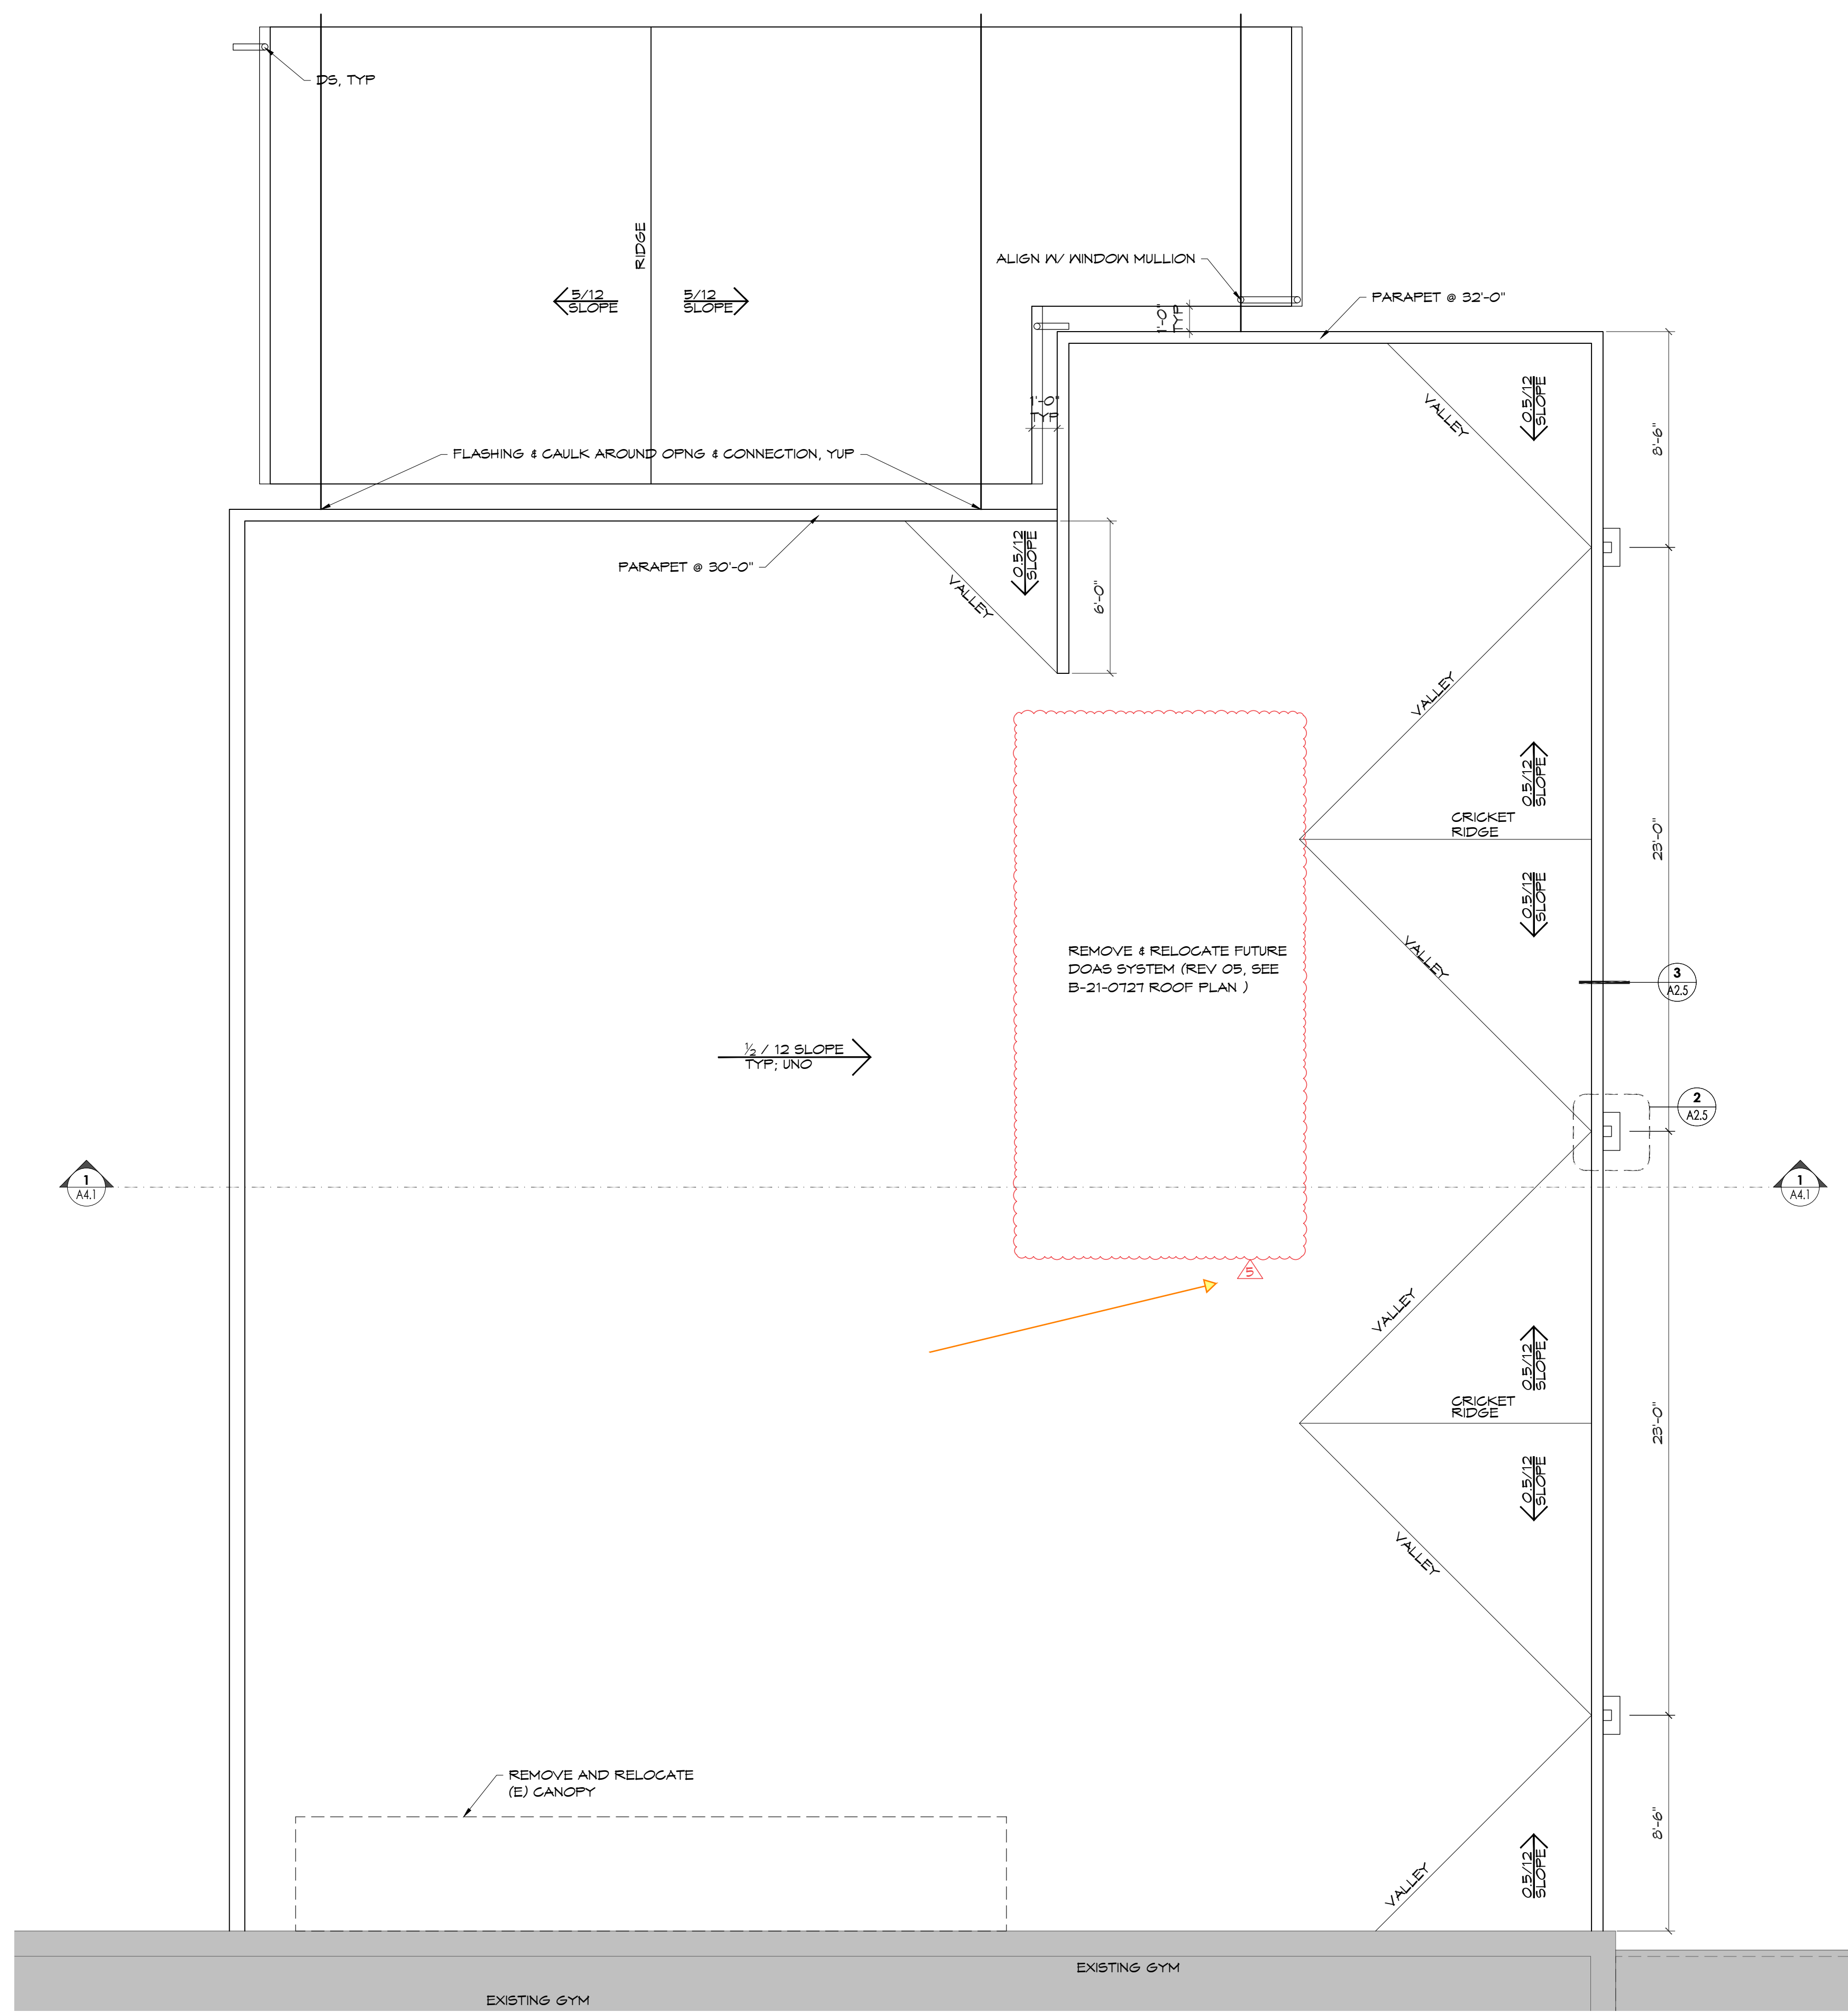 DS, TYP
RIDGE
5/12
SLOPE
5/12
SLOPE
ALIGN W/ WINDOW MULLION
PARAPET @ 32'-0"
1'-0"
TYP
1'-0"
TYP
VALLEY
0.5/12
SLOPE
8'-6"
FLASHING & CAULK AROUND OPNG & CONNECTION, YUP
PARAPET @ 30'-0"
0.5/12
SLOPE
VALLEY
6'-0"
VALLEY
0.5/12
SLOPE
CRICKET
RIDGE
23'-0"
0.5/12
SLOPE
VALLEY
REMOVE & RELOCATE FUTURE
DOAS SYSTEM (REV 05, SEE
B-21-0727 ROOF PLAN )
3
A2.5
½ / 12 SLOPE
TYP; UNO
2
A2.5
1
A4.1
1
A4.1
5
VALLEY
0.5/12
SLOPE
CRICKET
RIDGE
23'-0"
0.5/12
SLOPE
VALLEY
REMOVE AND RELOCATE
(E) CANOPY
8'-6"
VALLEY
0.5/12
SLOPE
EXISTING GYM
EXISTING GYM